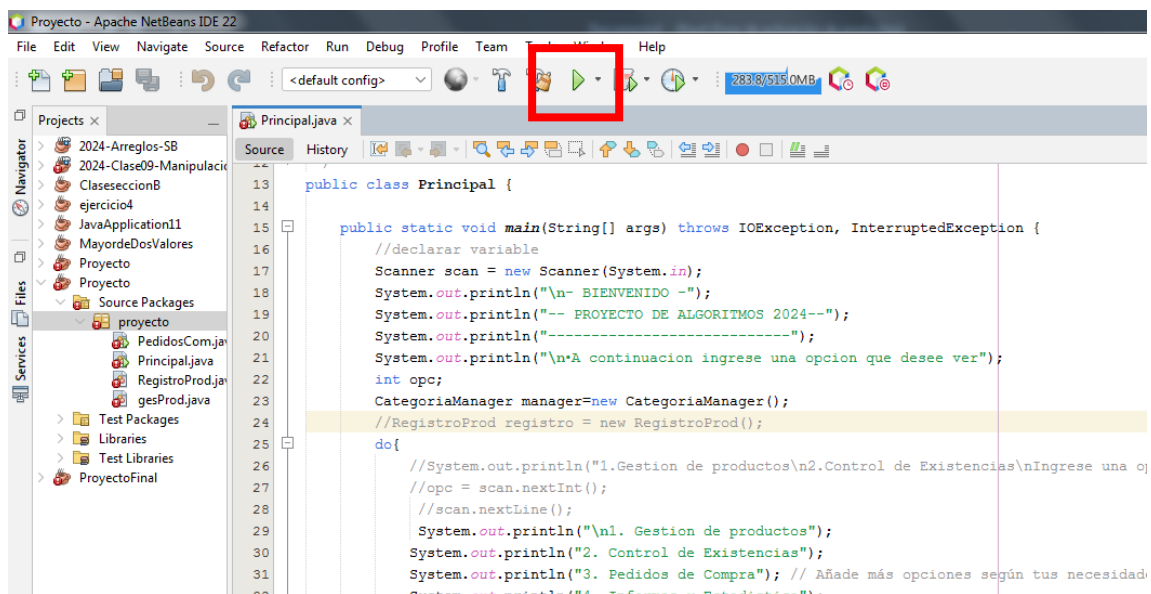 Proyecto - Apache NetBeans IDE 22
File Edit View Navigate Source Refactor Run Debug Profile Team Help
<default config>
283.8/515.0MB
Projects
Principal.java
Navigator
Files
Services
2024-Arreglos-SB
2024-Clase09-Manipulació
ClaseseccionB
ejercicio4
JavaApplication11
MayordeDosValores
Proyecto
Proyecto
Source Packages
proyecto
PedidosCom.jav
Principal.java
RegistroProd.jav
gesProd.java
Test Packages
Libraries
Test Libraries
ProyectoFinal
Source History
13 public class Principal {
14
15 public static void main(String[] args) throws IOException, InterruptedException {
16 //declarar variable
17 Scanner scan = new Scanner(System.in);
18 System.out.println("\n- BIENVENIDO -");
19 System.out.println("-- PROYECTO DE ALGORITMOS 2024--");
20 System.out.println("----------------------------");
21 System.out.println("\n•A continuacion ingrese una opcion que desee ver");
22 int opc;
23 CategoriaManager manager=new CategoriaManager();
24 //RegistroProd registro = new RegistroProd();
25 do{
26 //System.out.println("1.Gestion de productos\n2.Control de Existencias\nIngrese una op
27 //opc = scan.nextInt();
28 //scan.nextLine();
29 System.out.println("\n1. Gestion de productos");
30 System.out.println("2. Control de Existencias");
31 System.out.println("3. Pedidos de Compra"); // Añade más opciones según tus necesidade